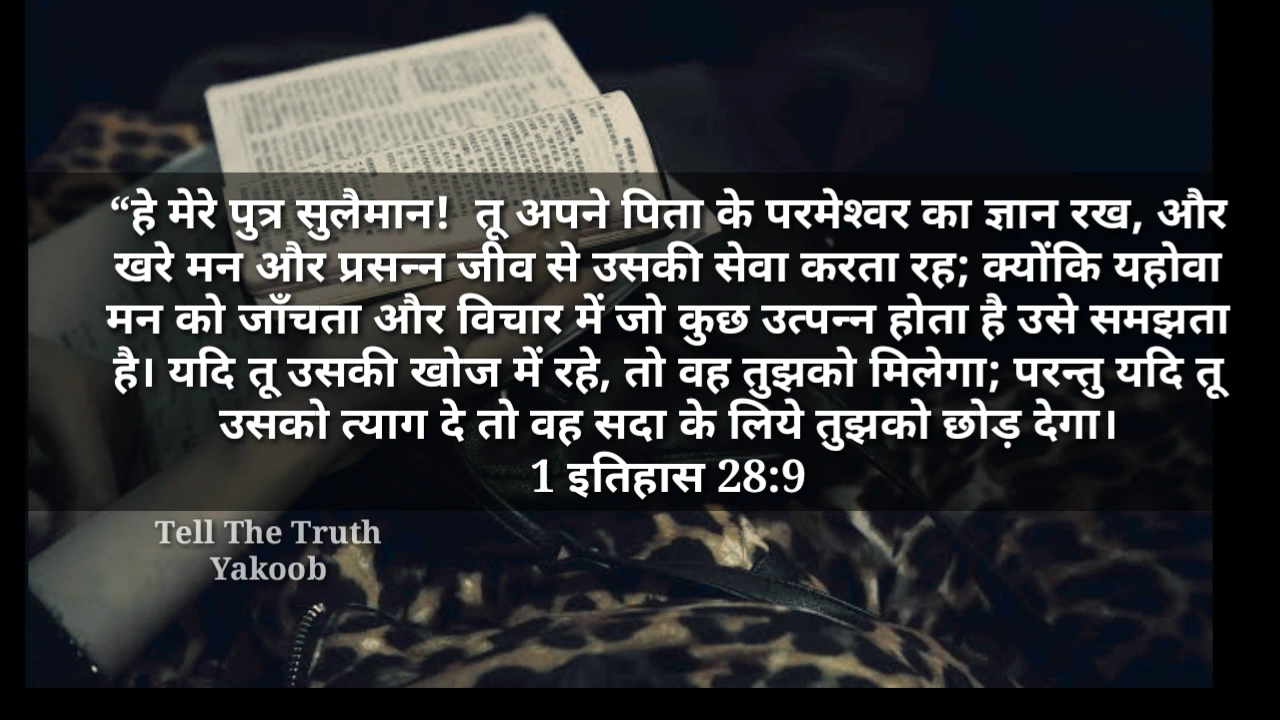 “हे मेरे पुत्र सुलैमान!  तू अपने पिता के परमेश्वर का ज्ञान रख, और
खरे मन और प्रसन्न जीव से उसकी सेवा करता रह; क्योंकि यहोवा
मन को जाँचता और विचार में जो कुछ उत्पन्न होता है उसे समझता
है। यदि तू उसकी खोज में रहे, तो वह तुझको मिलेगा; परन्तु यदि तू
उसको त्याग दे तो वह सदा के लिये तुझको छोड़ देगा।
1 इतिहास 28:9
Tell The Truth
Yakoob